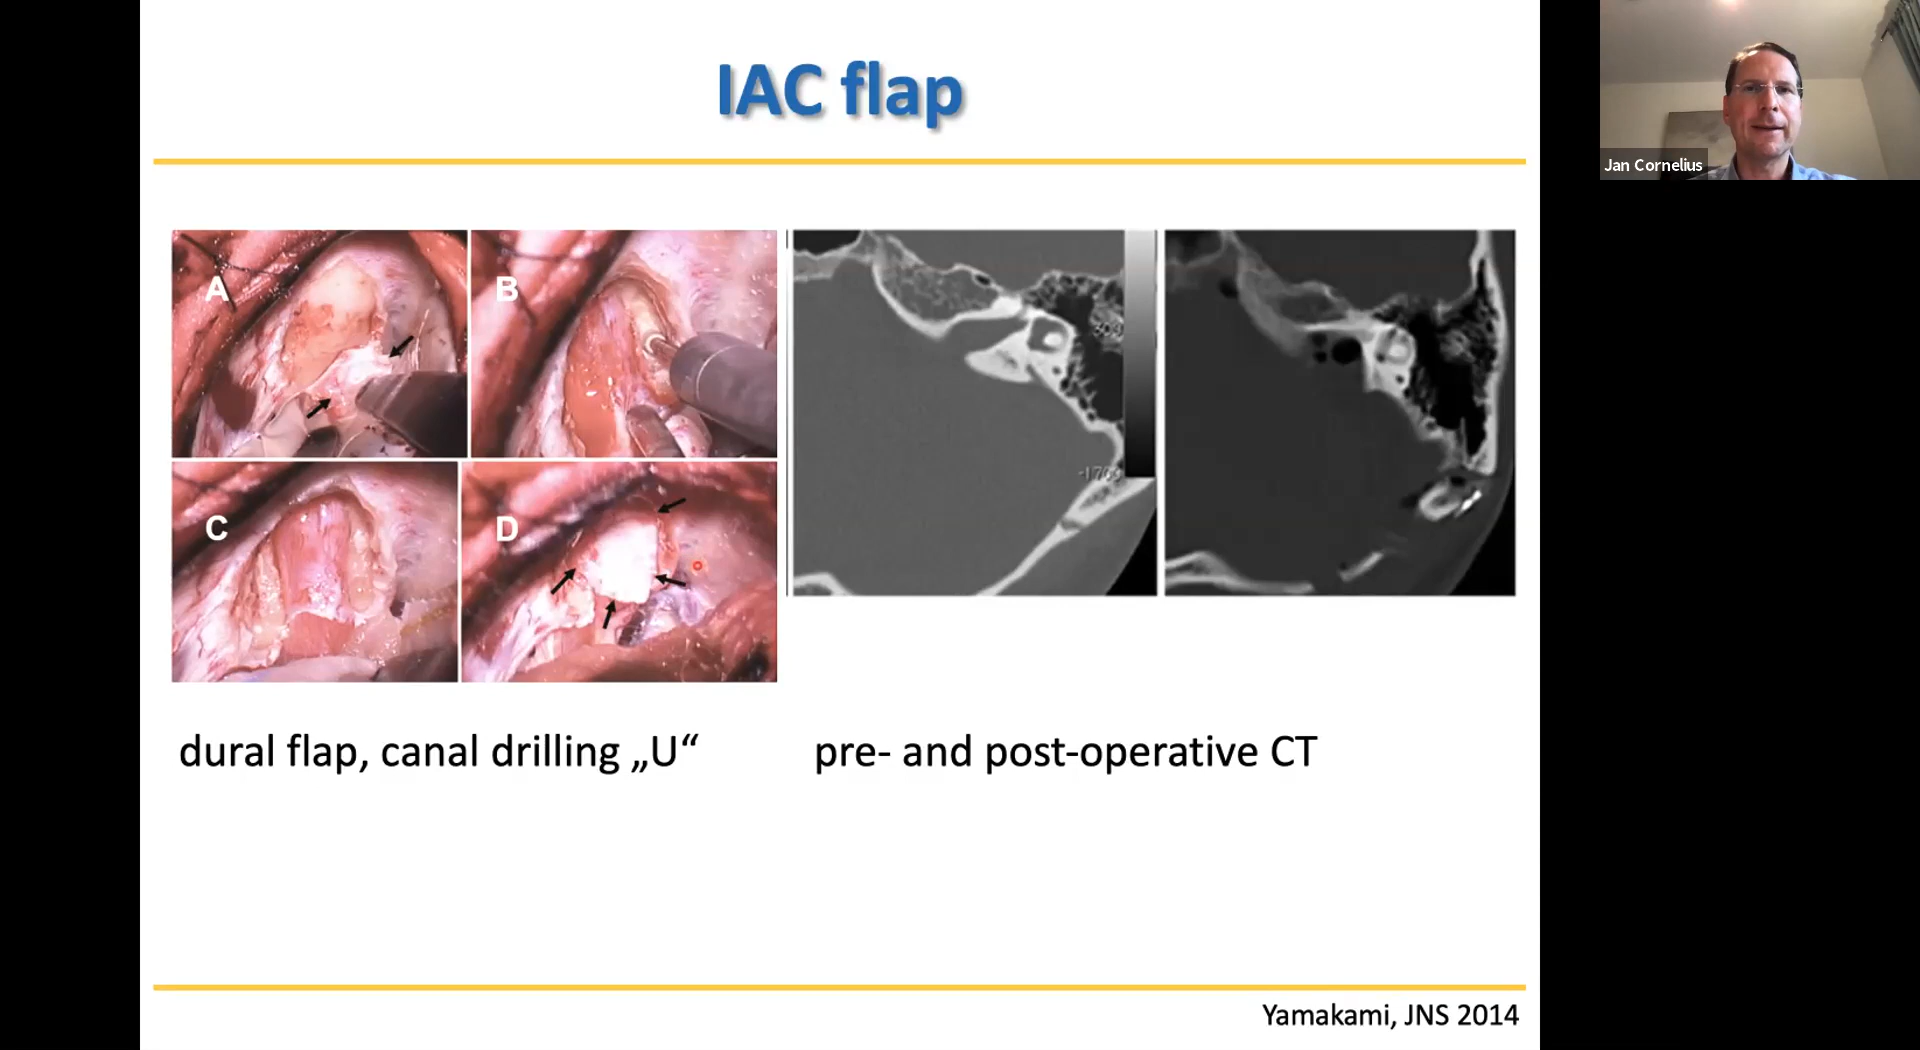 IAC flap
Jan Cornelius
A
B
C
D
dural flap, canal drilling „U“
pre- and post-operative CT
Yamakami, JNS 2014